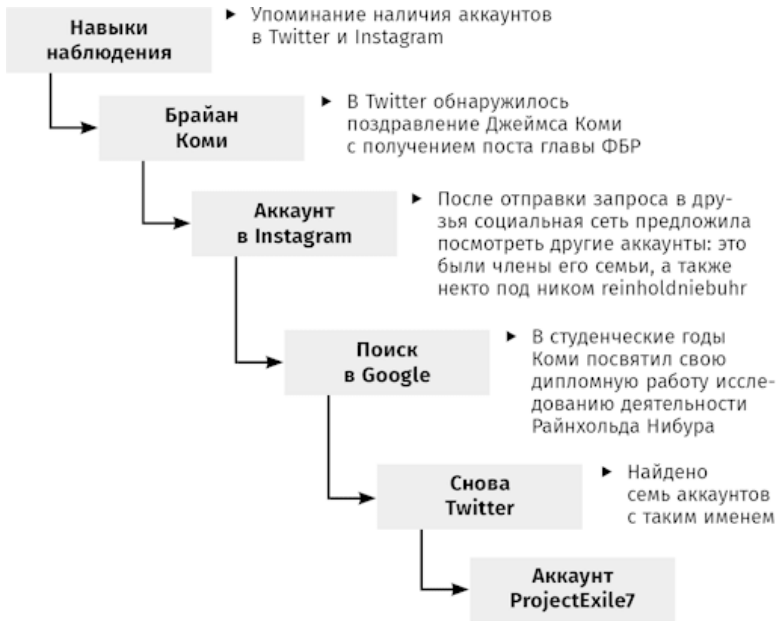 Навыки
наблюдения
► Упоминание наличия аккаунтов
в Twitter и Instagram
Брайан
Коми
► В Twitter обнаружилось
поздравление Джеймса Коми
с получением поста главы ФБР
Аккаунт
в Instagram
► После отправки запроса в дру-
зья социальная сеть предложила
посмотреть другие аккаунты: это
были члены его семьи, а также
некто под ником reinholdniebuhr
Поиск
в Google
► В студенческие годы
Коми посвятил свою
дипломную работу иссле-
дованию деятельности
Райнхольда Нибура
Снова
Twitter
► Найдено
семь аккаунтов
с таким именем
Аккаунт
ProjectExile7